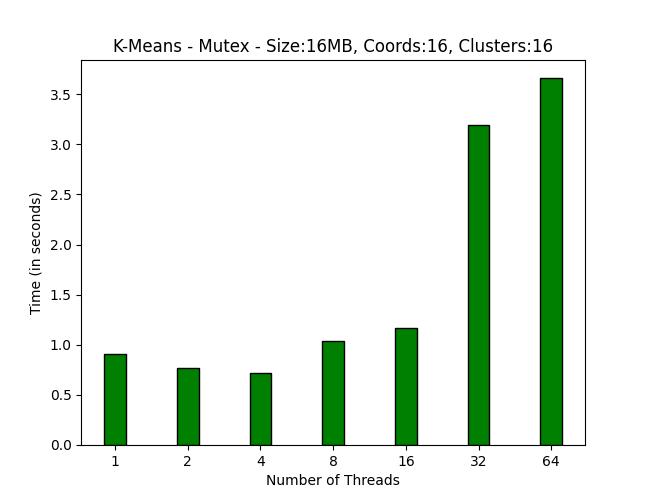 K-Means - Mutex - Size:16MB, Coords:16, Clusters:16
Time (in seconds)
3.5
3.0
2.5
2.0
1.5
1.0
0.5
0.0
1 2 4 8 16 32 64
Number of Threads